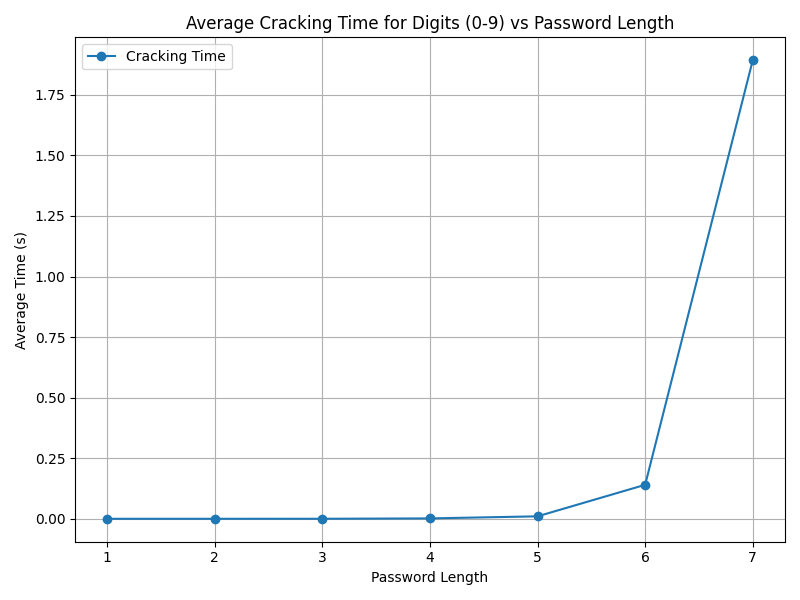 Average Cracking Time for Digits (0-9) vs Password Length
Cracking Time
1.75
1.50
1.25
1.00
0.75
0.50
0.25
0.00
Average Time (s)
1 2 3 4 5 6 7
Password Length